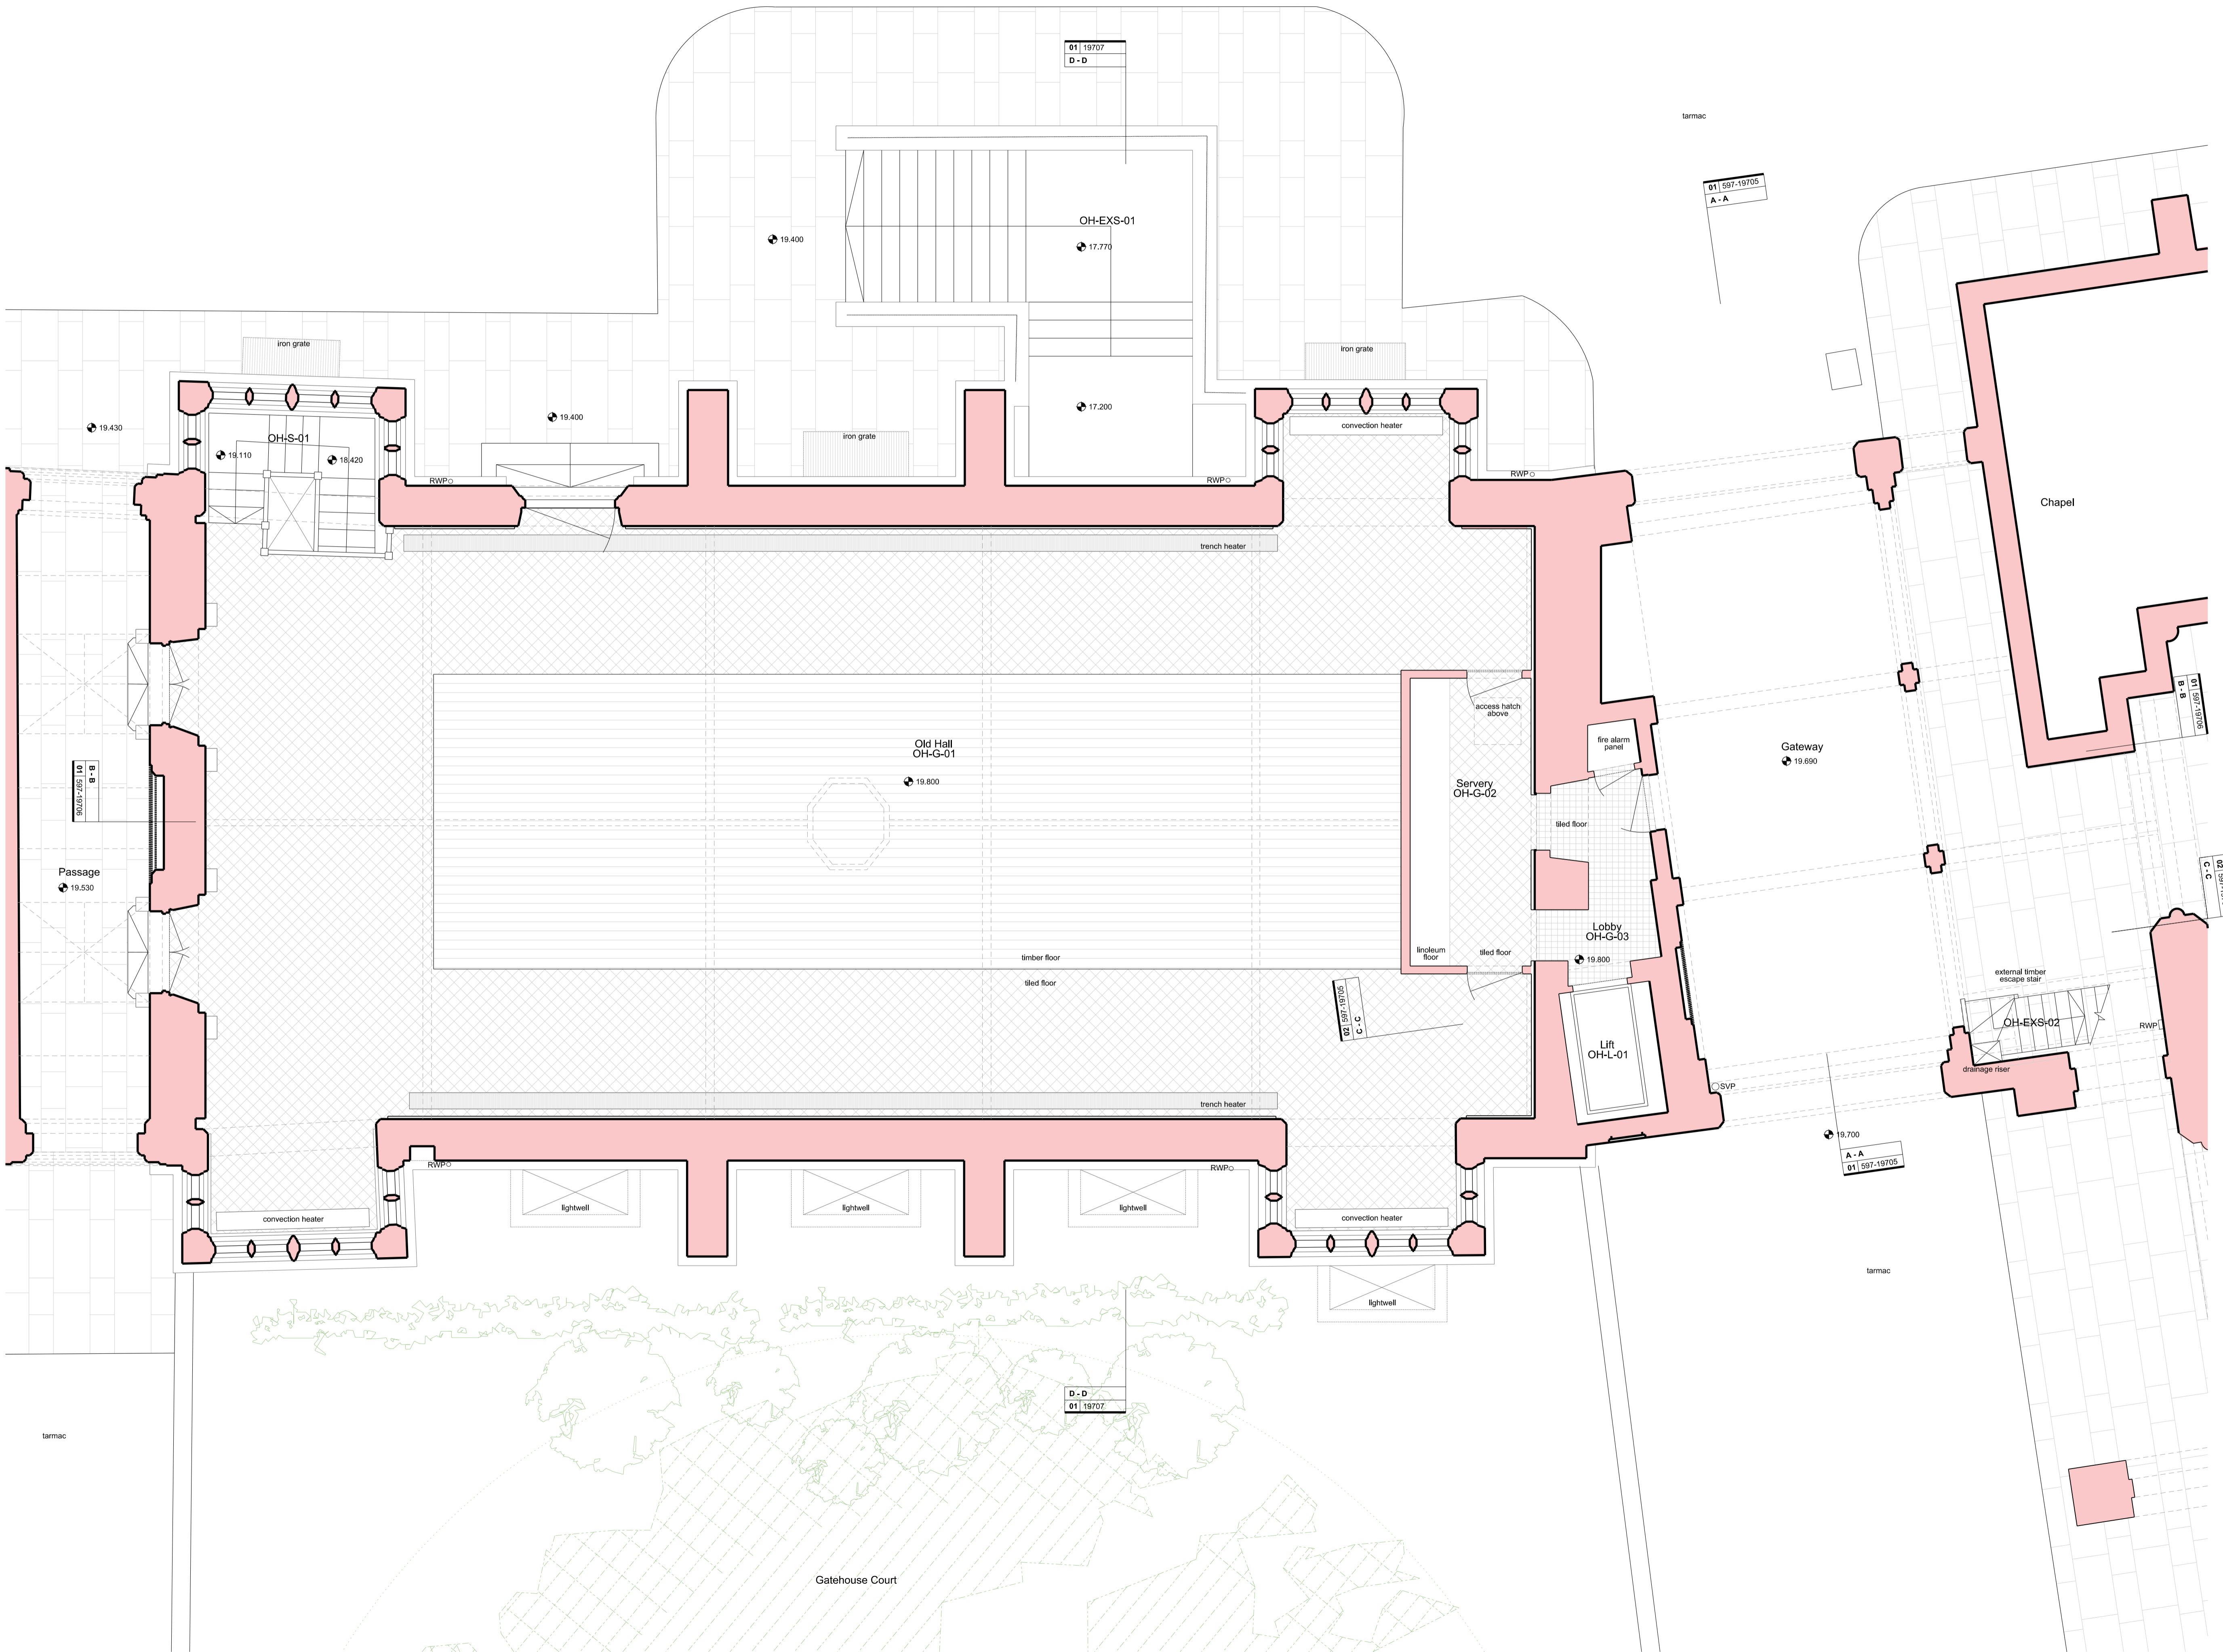 01 19707
D - D
tarmac
01 597-19705
A - A
OH-EXS-01
17.770
19.400
iron grate
iron grate
17.200
19.400
19.430
convection heater
iron grate
OH-S-01
19.110
18.420
RWP
RWP
RWP
Chapel
trench heater
access hatch
above
01 597-19706
B - B
Old Hall
OH-G-01
19.800
fire alarm
panel
Gateway
19.690
Servery
OH-G-02
B - B
01 597-19706
tiled floor
Passage
19.530
02
C - C
Lobby
OH-G-03
19.800
linoleum
floor
tiled floor
timber floor
tiled floor
external timber
escape stair
02 597-19705
C - C
OH-EXS-02
RWP
Lift
OH-L-01
drainage riser
SVP
trench heater
19.700
A - A
01 597-19705
RWP
RWP
lightwell
lightwell
lightwell
convection heater
convection heater
tarmac
lightwell
D - D
01 19707
tarmac
Gatehouse Court